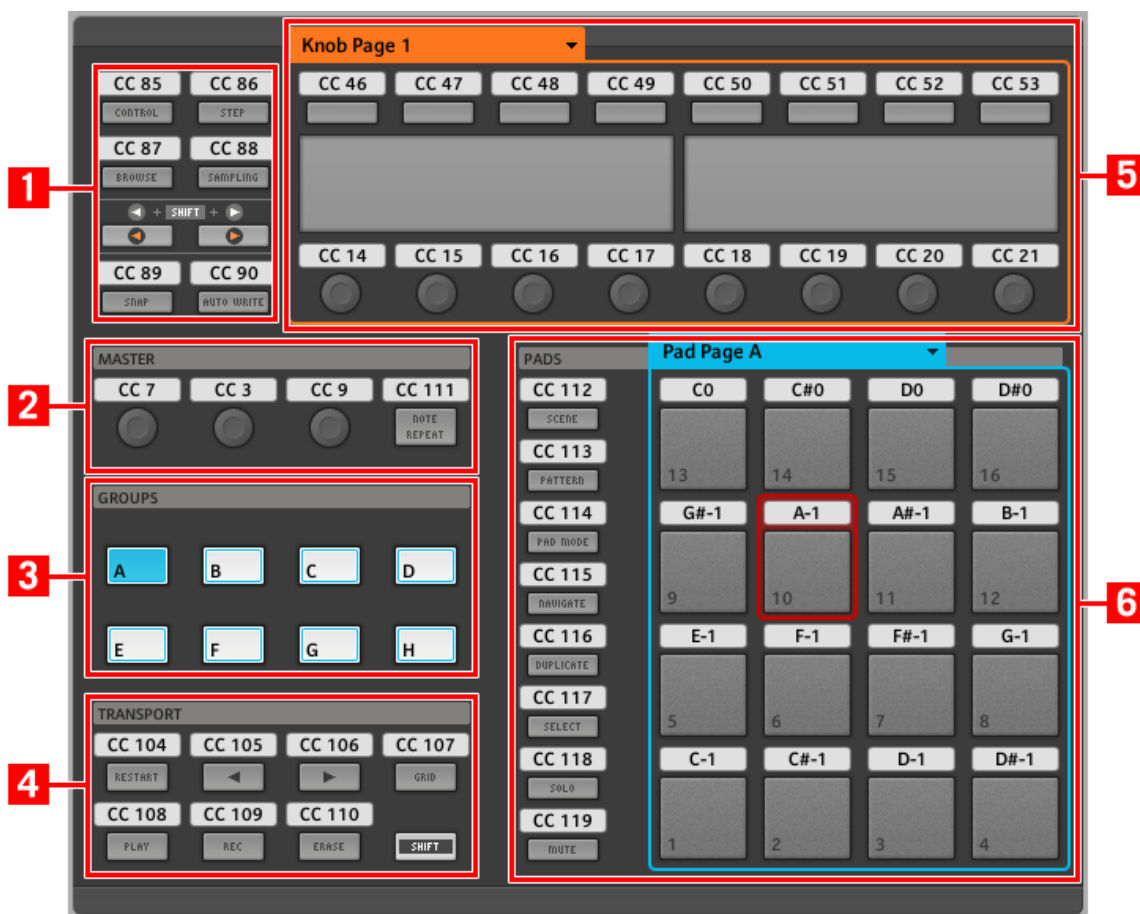 Knob Page 1
CC 85 CC 86
CONTROL STEP
CC 87 CC 88
BROWSE SAMPLING
+ SHIFT +
CC 89 CC 90
SNAP AUTO WRITE
1
CC 46 CC 47 CC 48 CC 49 CC 50 CC 51 CC 52 CC 53
CC 14 CC 15 CC 16 CC 17 CC 18 CC 19 CC 20 CC 21
5
MASTER
CC 7 CC 3 CC 9 CC 111
NOTE
REPEAT
2
GROUPS
A B C D
E F G H
3
TRANSPORT
CC 104 CC 105 CC 106 CC 107
RESTART GRID
CC 108 CC 109 CC 110
PLAY REC ERASE SHIFT
4
PADS
CC 112
SCENE
CC 113
PATTERN
CC 114
PAD MODE
CC 115
NAVIGATE
CC 116
DUPLICATE
CC 117
SELECT
CC 118
SOLO
CC 119
MUTE
Pad Page A
C0 C#0 D0 D#0
13 14 15 16
G#-1 A-1 A#-1 B-1
9 10 11 12
E-1 F-1 F#-1 G-1
5 6 7 8
C-1 C#-1 D-1 D#-1
1 2 3 4
6